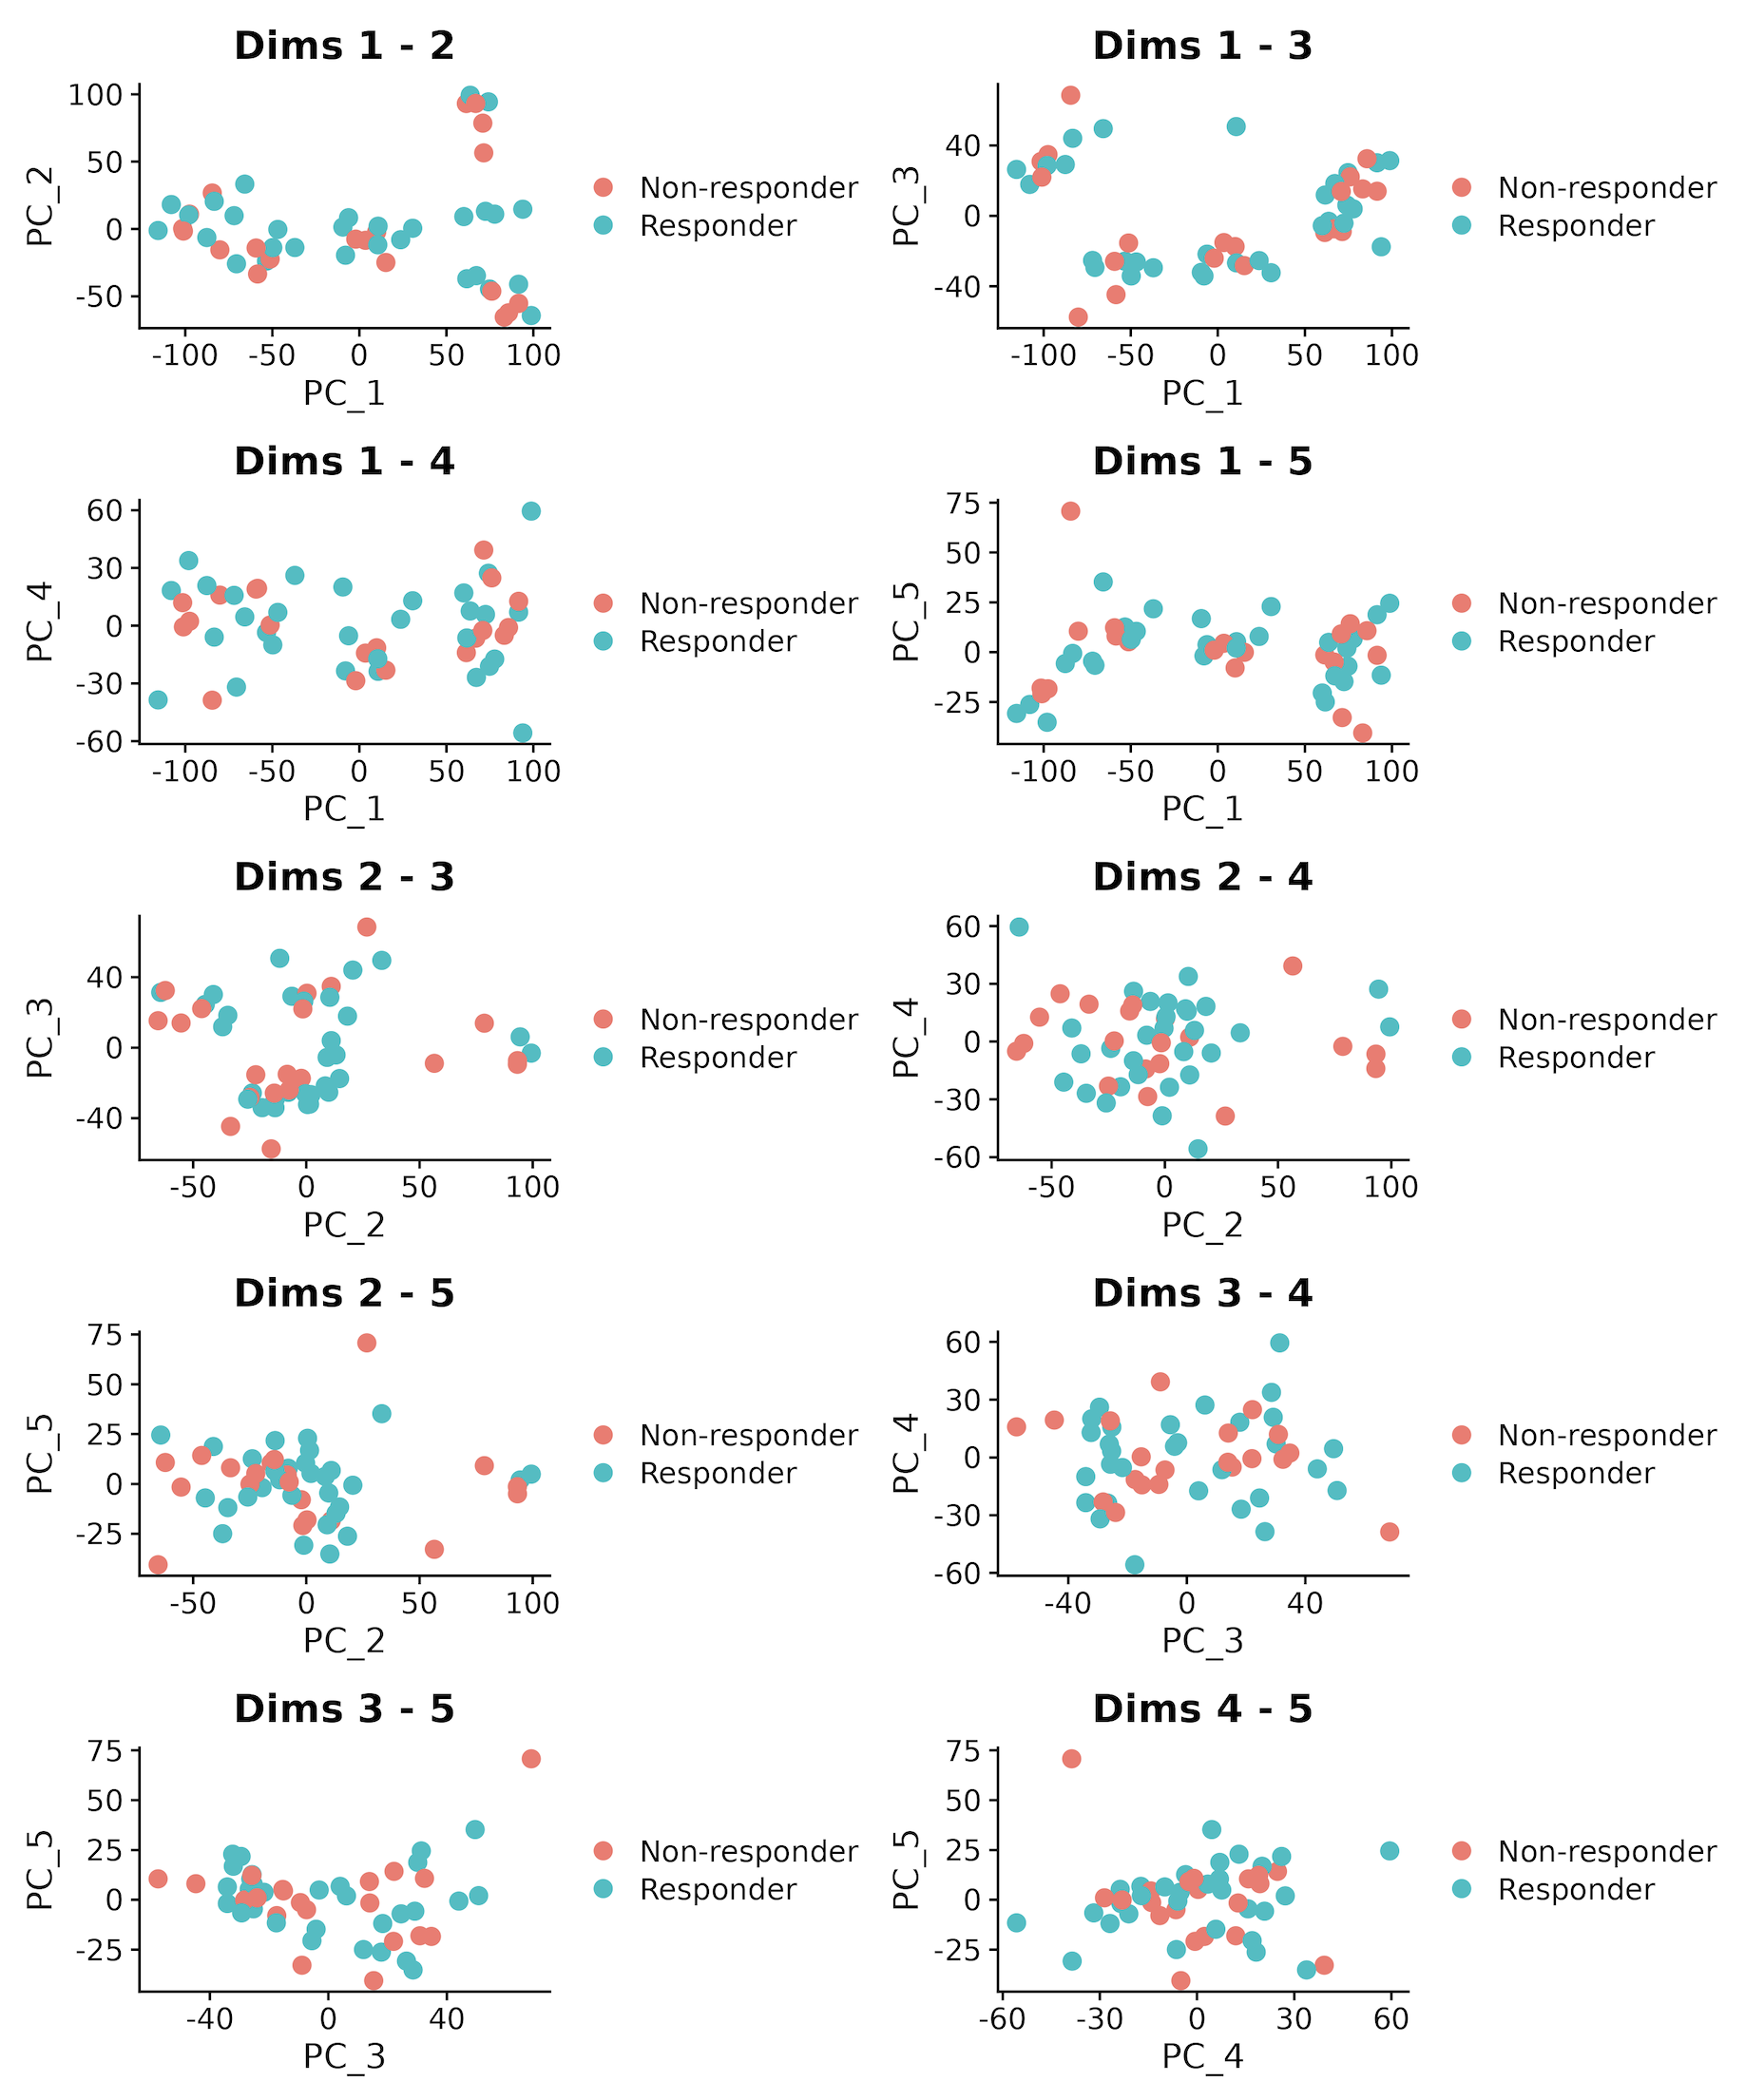 Dims 1 - 2
100
50
0
-50
PC_2
-100 -50 0 50 100
PC_1
Non-responder
Responder
Dims 1 - 3
40
0
-40
PC_3
-100 -50 0 50 100
PC_1
Non-responder
Responder
Dims 1 - 4
60
30
0
-30
-60
PC_4
-100 -50 0 50 100
PC_1
Non-responder
Responder
Dims 1 - 5
75
50
25
0
-25
PC_5
-100 -50 0 50 100
PC_1
Non-responder
Responder
Dims 2 - 3
40
0
-40
PC_3
-50 0 50 100
PC_2
Non-responder
Responder
Dims 2 - 4
60
30
0
-30
-60
PC_4
-50 0 50 100
PC_2
Non-responder
Responder
Dims 2 - 5
75
50
25
0
-25
PC_5
-50 0 50 100
PC_2
Non-responder
Responder
Dims 3 - 4
60
30
0
-30
-60
PC_4
-40 0 40
PC_3
Non-responder
Responder
Dims 3 - 5
75
50
25
0
-25
PC_5
-40 0 40
PC_3
Non-responder
Responder
Dims 4 - 5
75
50
25
0
-25
PC_5
-60 -30 0 30 60
PC_4
Non-responder
Responder